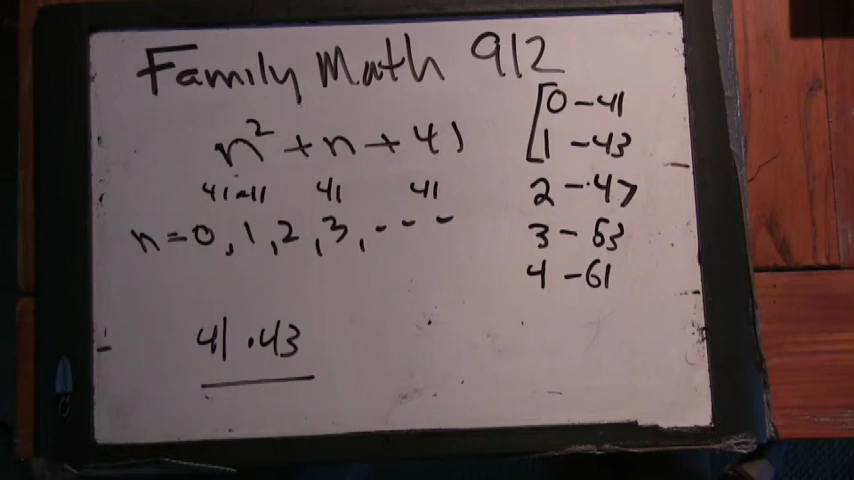 Family Math 912
n² + n + 41
41·41 41 41
n = 0, 1, 2, 3, - - -
41 · 43
0 - 41
1 - 43
2 - 47
3 - 53
4 - 61